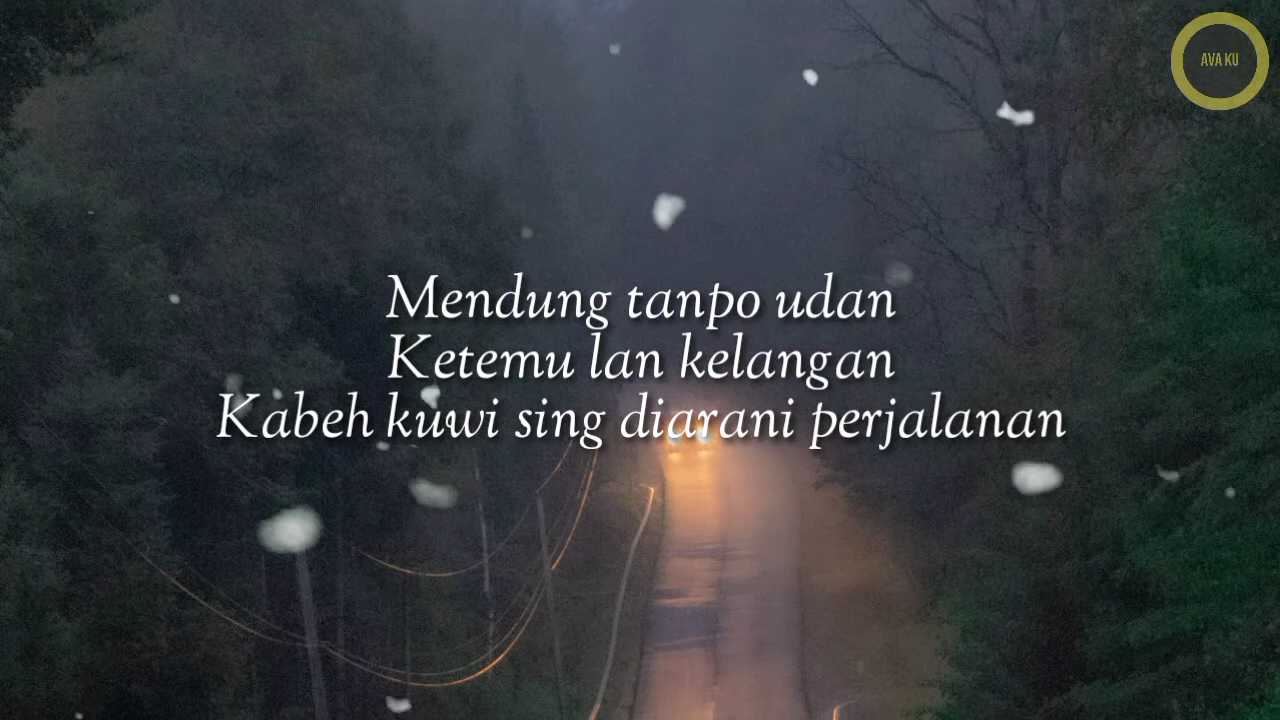 AVA KU
Mendung tanpo udan
Ketemu lan kelangan
Kabeh kuwi sing diarani perjalanan